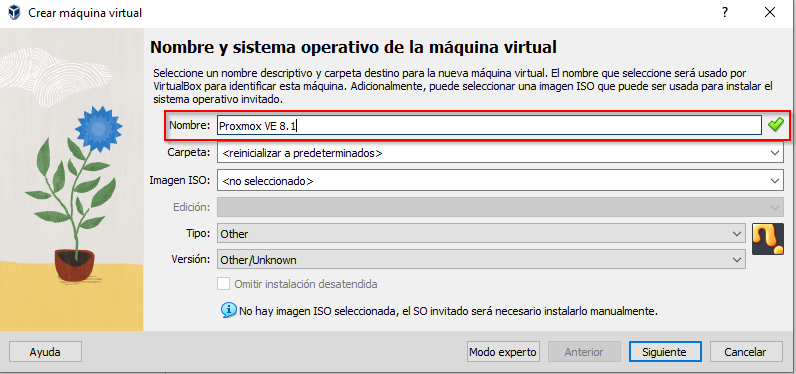 Crear máquina virtual
Nombre y sistema operativo de la máquina virtual
Seleccione un nombre descriptivo y carpeta destino para la nueva máquina virtual. El nombre que seleccione será usado por
VirtualBox para identificar esta máquina. Adicionalmente, puede seleccionar una imagen ISO que puede ser usada para instalar el
sistema operativo invitado.
Nombre: Proxmox VE 8.1
Carpeta: <reinicializar a predeterminados>
Imagen ISO: <no seleccionado>
Edición:
Tipo: Other
Versión: Other/Unknown
Omitir instalación desatendida
No hay imagen ISO seleccionada, el SO invitado será necesario instalarlo manualmente.
Ayuda Modo experto Anterior Siguiente Cancelar